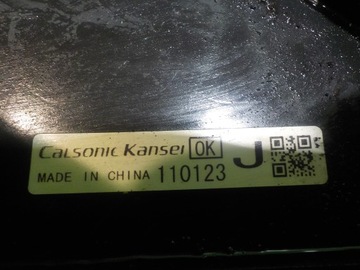 CALSONIC KANSEI OK J
MADE IN CHINA 110123